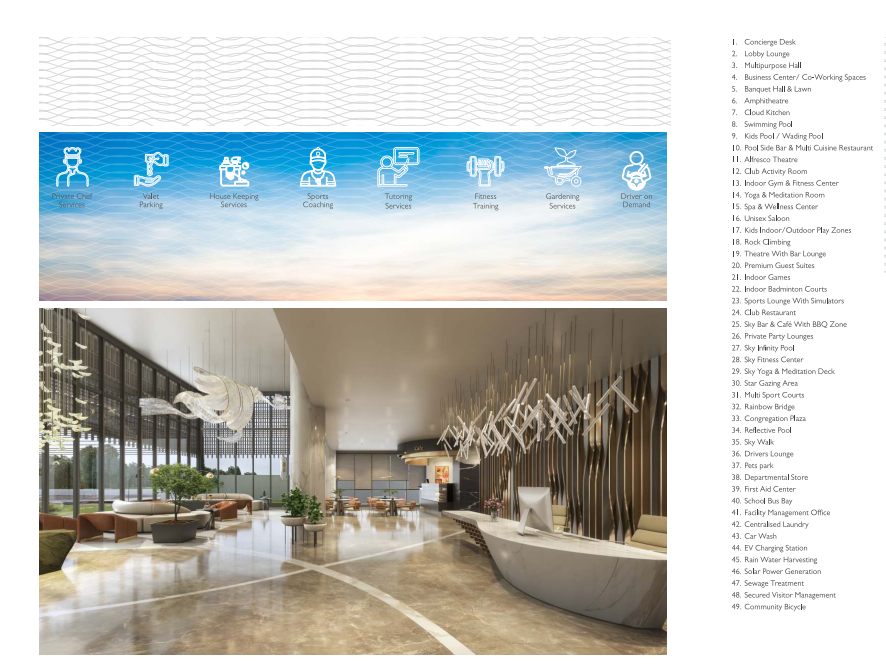 Private Chef
Services
Valet
Parking
House Keeping
Services
Sports
Coaching
Tutoring
Services
Fitness
Training
Gardening
Services
Driver on
Demand
1. Concierge Desk
2. Lobby Lounge
3. Multipurpose Hall
4. Business Center/ Co-Working Spaces
5. Banquet Hall & Lawn
6. Amphitheatre
7. Cloud Kitchen
8. Swimming Pool
9. Kids Pool / Wading Pool
10. Pool Side Bar & Multi Cuisine Restaurant
11. Alfresco Theatre
12. Club Activity Room
13. Indoor Gym & Fitness Center
14. Yoga & Meditation Room
15. Spa & Wellness Center
16. Unisex Saloon
17. Kids Indoor/Outdoor Play Zones
18. Rock Climbing
19. Theatre With Bar Lounge
20. Premium Guest Suites
21. Indoor Games
22. Indoor Badminton Courts
23. Sports Lounge With Simulators
24. Club Restaurant
25. Sky Bar & Café With BBQ Zone
26. Private Party Lounges
27. Sky Infinity Pool
28. Sky Fitness Center
29. Sky Yoga & Meditation Deck
30. Star Gazing Area
31. Multi Sport Courts
32. Rainbow Bridge
33. Congregation Plaza
34. Reflective Pool
35. Sky Walk
36. Drivers Lounge
37. Pets park
38. Departmental Store
39. First Aid Center
40. School Bus Bay
41. Facility Management Office
42. Centralised Laundry
43. Car Wash
44. EV Charging Station
45. Rain Water Harvesting
46. Solar Power Generation
47. Sewage Treatment
48. Secured Visitor Management
49. Community Bicycle